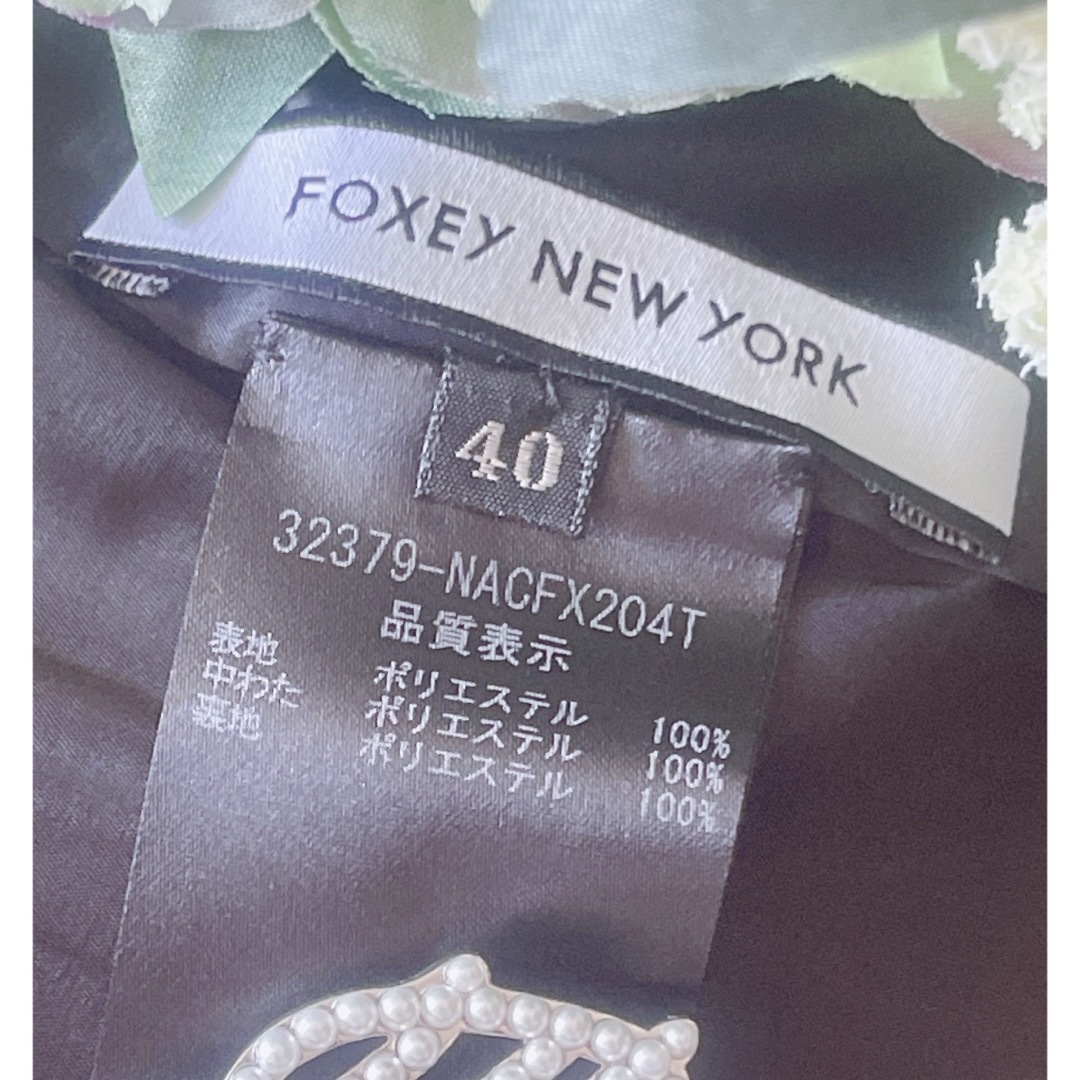 FOXEY NEW YORK
40
32379-NACFX204T
品質表示
表地 ポリエステル 100%
中わた ポリエステル 100%
裏地 ポリエステル 100%